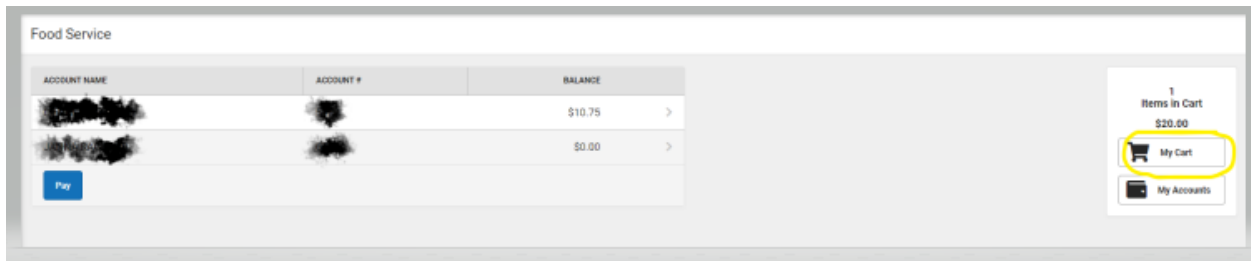 Food Service
ACCOUNT NAME ACCOUNT # BALANCE
$10.75
$0.00
Pay
1
Items in Cart
$20.00
My Cart
My Accounts